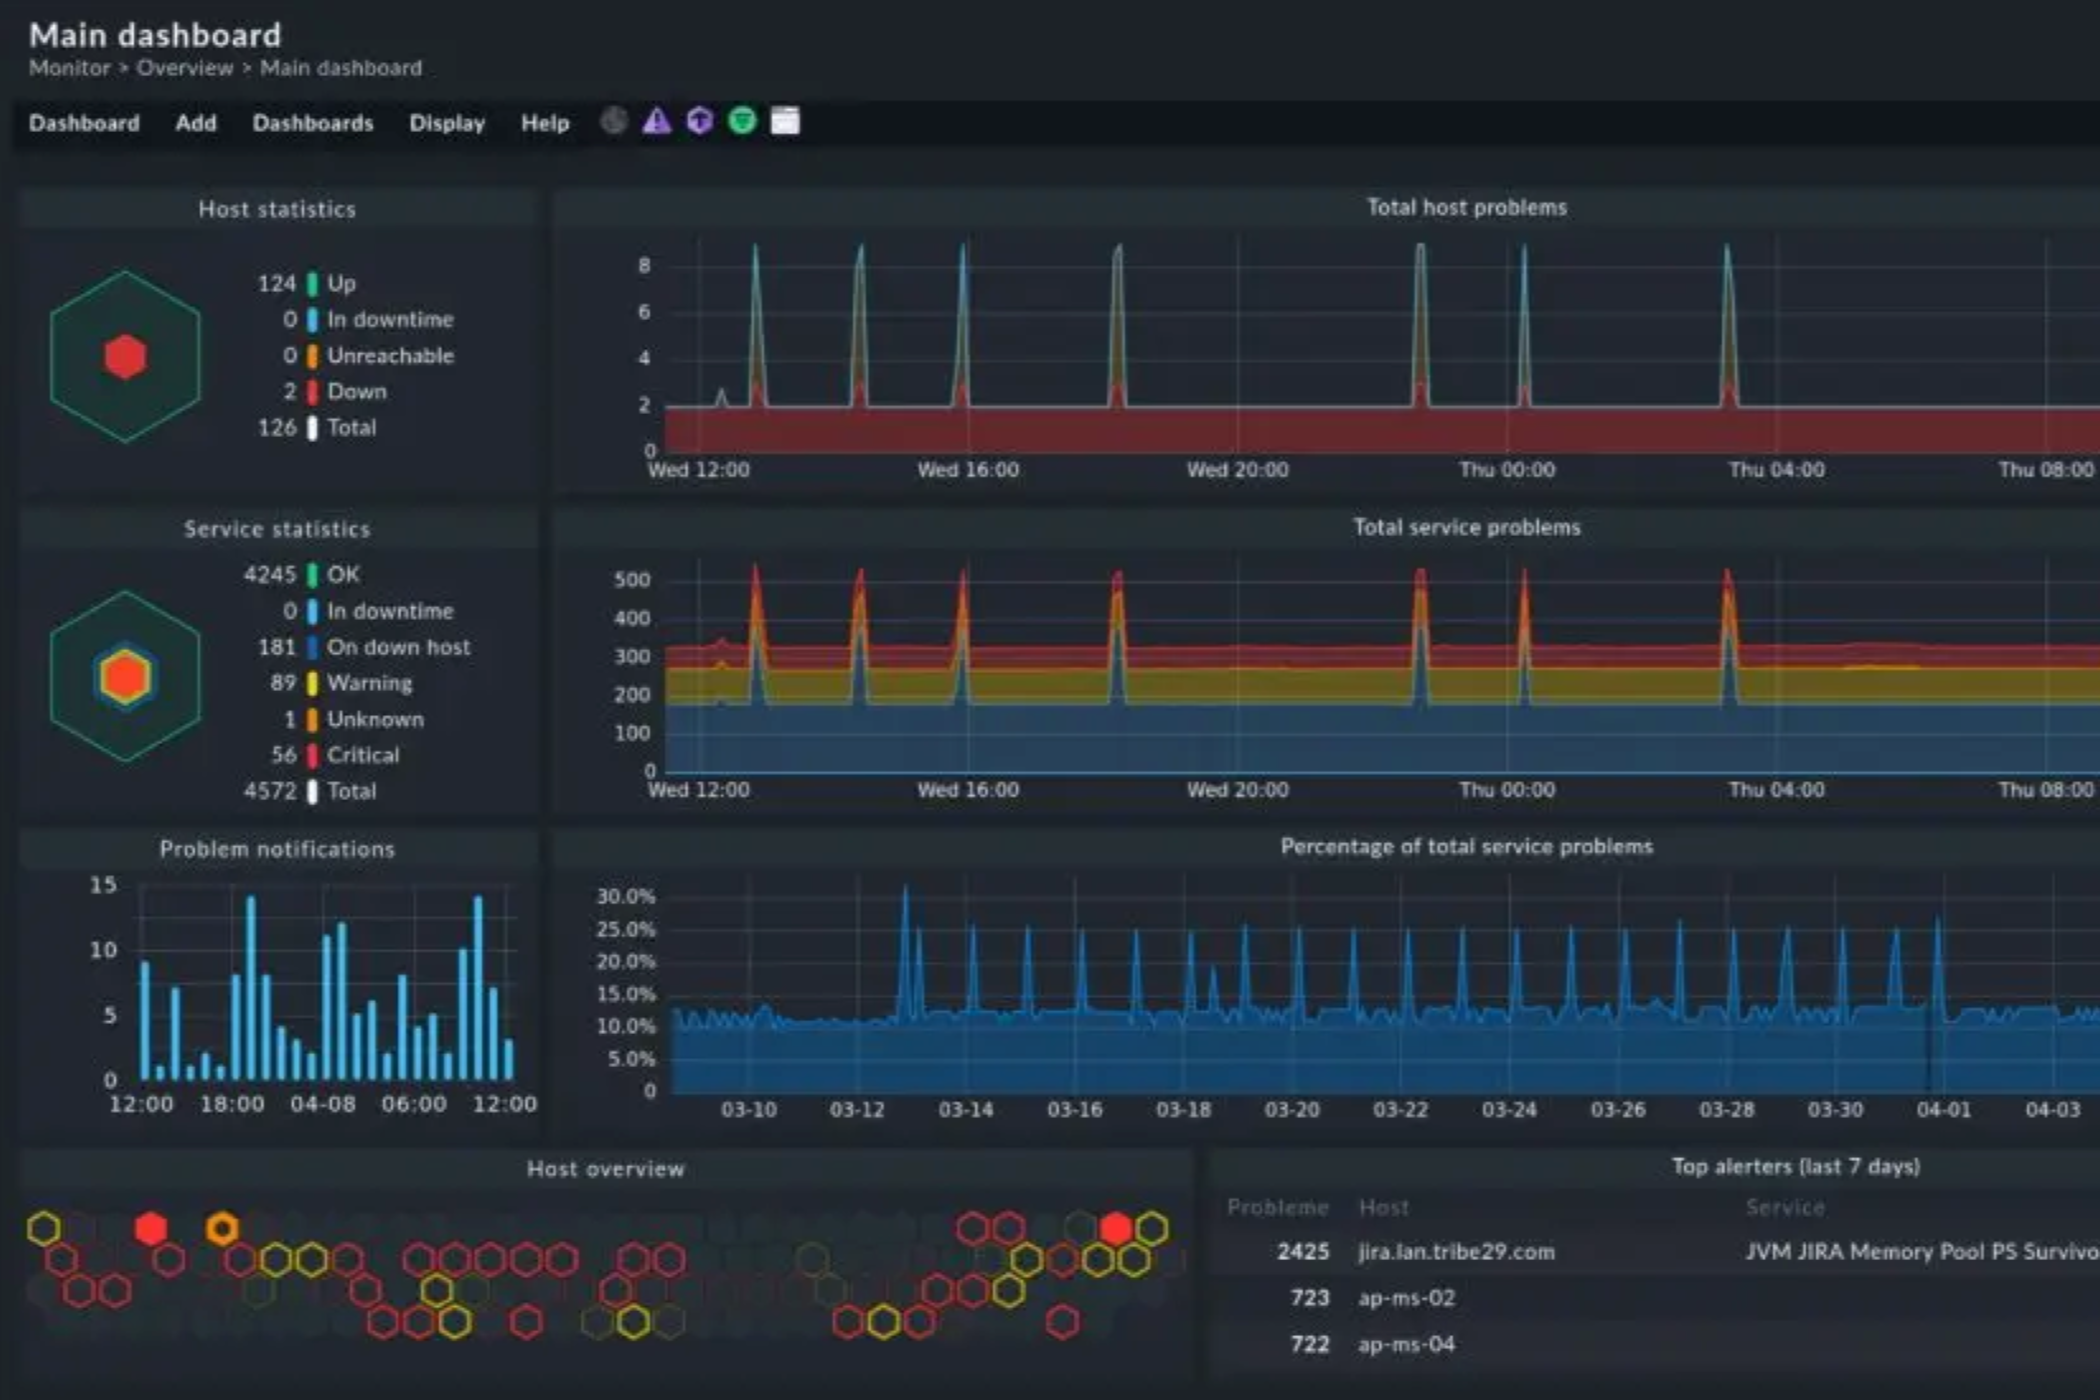 Main dashboard
Monitor > Overview > Main dashboard
Dashboard Add Dashboards Display Help
Host statistics
124 Up
0 In downtime
0 Unreachable
2 Down
126 Total
Total host problems
8
6
4
2
0
Wed 12:00 Wed 16:00 Wed 20:00 Thu 00:00 Thu 04:00 Thu 08:00
Service statistics
4245 OK
0 In downtime
181 On down host
89 Warning
1 Unknown
56 Critical
4572 Total
Total service problems
500
400
300
200
100
0
Wed 12:00 Wed 16:00 Wed 20:00 Thu 00:00 Thu 04:00 Thu 08:00
Problem notifications
15
10
5
0
12:00 18:00 04-08 06:00 12:00
Percentage of total service problems
30.0%
25.0%
20.0%
15.0%
10.0%
5.0%
0
03-10 03-12 03-14 03-16 03-18 03-20 03-22 03-24 03-26 03-28 03-30 04-01 04-03
Host overview
Top alerters (last 7 days)
Probleme Host Service
2425 jira.lan.tribe29.com JVM JIRA Memory Pool PS Survivo
723 ap-ms-02
722 ap-ms-04